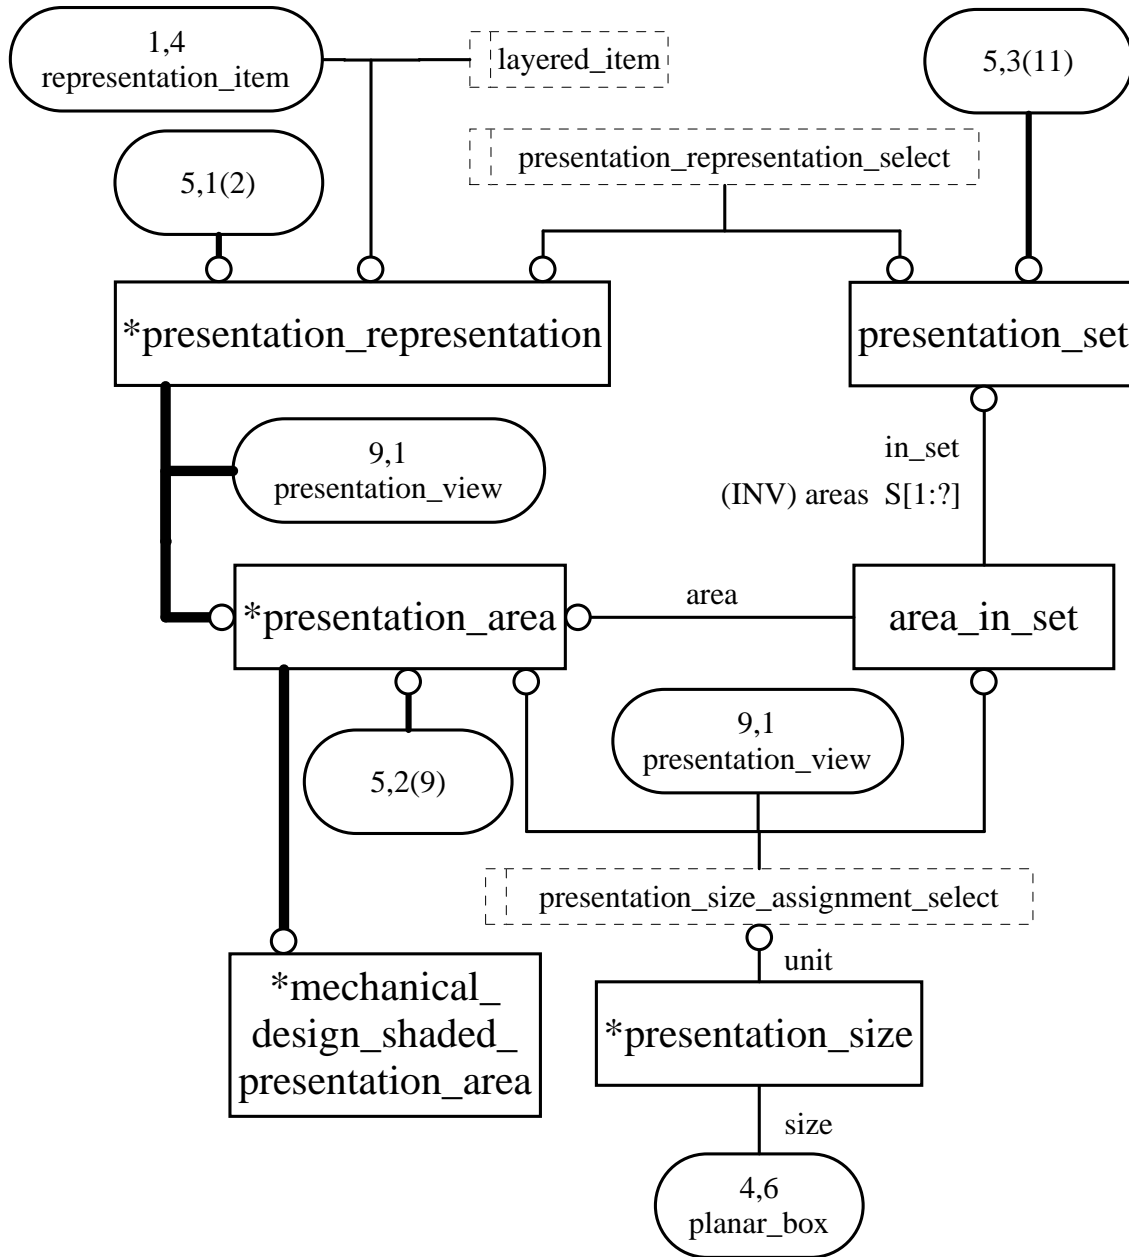 1,4
representation_item
layered_item
5,3(11)
presentation_representation_select
5,1(2)
*presentation_representation
presentation_set
9,1
presentation_view
in_set
(INV) areas S[1:?]
*presentation_area
area
area_in_set
9,1
presentation_view
5,2(9)
presentation_size_assignment_select
unit
*mechanical_
design_shaded_
presentation_area
*presentation_size
size
4,6
planar_box